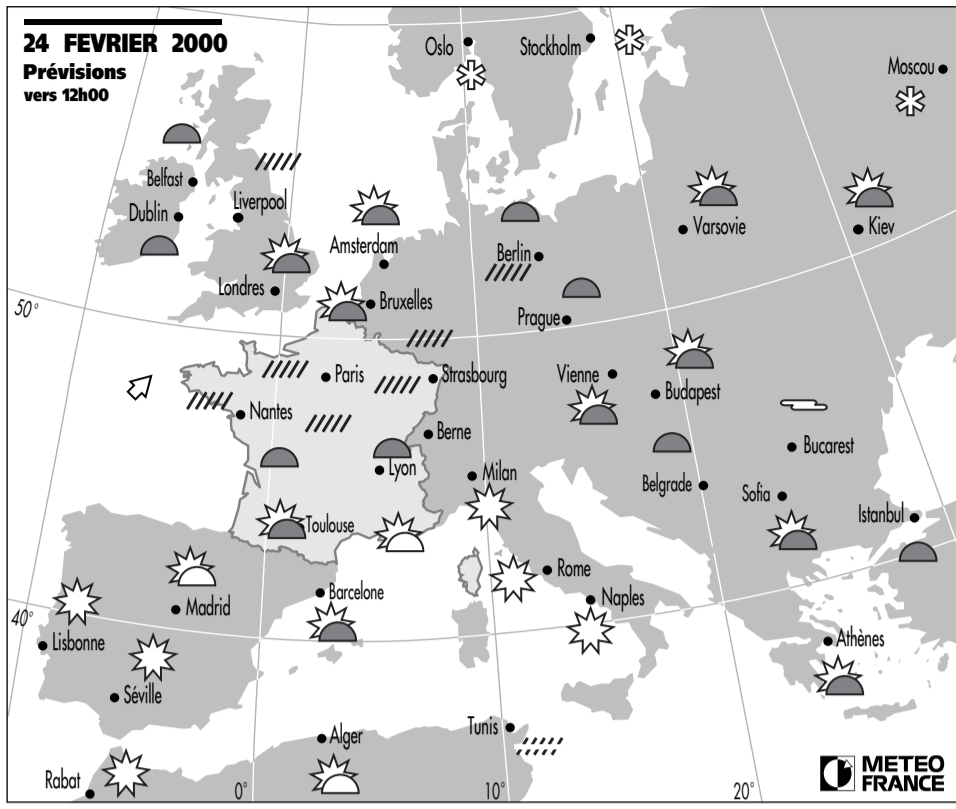 24 FEVRIER 2000
Prévisions
vers 12h00
Oslo
Stockholm
Moscou
Belfast
Dublin
Liverpool
Amsterdam
Berlin
Varsovie
Kiev
Londres
Bruxelles
50°
Prague
Paris
Strasbourg
Vienne
Budapest
Nantes
Berne
Bucarest
Lyon
Milan
Belgrade
Sofia
Istanbul
Toulouse
Rome
Barcelone
Naples
Madrid
40°
Lisbonne
Athènes
Séville
Tunis
Alger
Rabat
0°
10°
20°
METEO
FRANCE